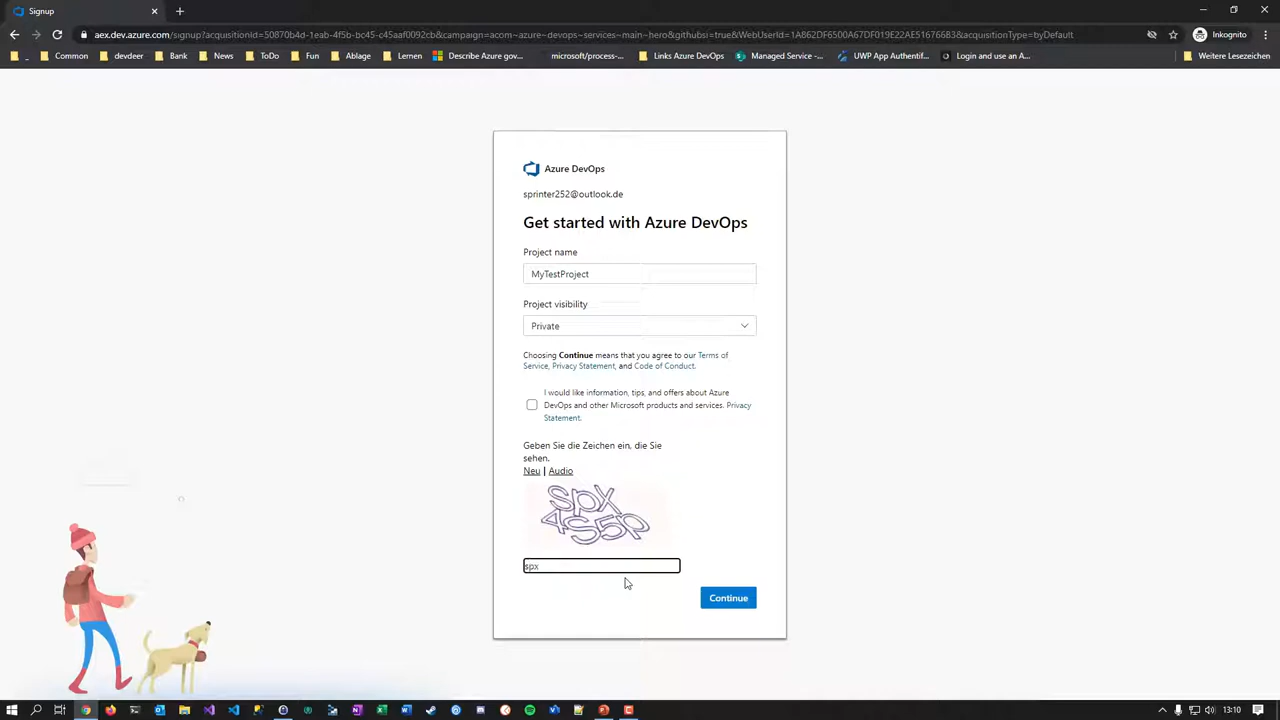 Signup
aex.dev.azure.com/signup?acquisitionId=50870b4d-1eab-4f5b-bc45-c45aaf0092cb&campaign=acom~azure~devops~services~main~hero&githubsi=true&WebUserId=1A862DF6500A67DF019E22AE516766B3&acquisitionType=byDefault
Inkognito
_ Common devdeer Bank News ToDo Fun Ablage Lernen Describe Azure gov... microsoft/process-... Links Azure DevOps Managed Service -... UWP App Authentif... Login and use an A... Weitere Lesezeichen
Azure DevOps
sprinter252@outlook.de
Get started with Azure DevOps
Project name
MyTestProject
Project visibility
Private
Choosing Continue means that you agree to our Terms of
Service, Privacy Statement, and Code of Conduct.
I would like information, tips, and offers about Azure
DevOps and other Microsoft products and services. Privacy
Statement.
Geben Sie die Zeichen ein, die Sie
sehen.
Neu | Audio
spx
4S5P
spx
Continue
13:10